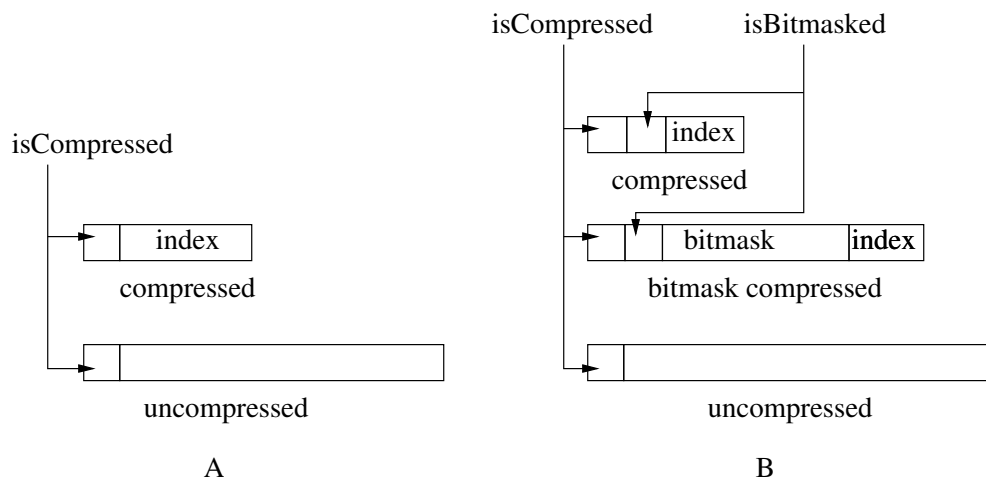 isCompressed
index
compressed
uncompressed
A
isCompressed isBitmasked
index
compressed
bitmask index
bitmask compressed
uncompressed
B